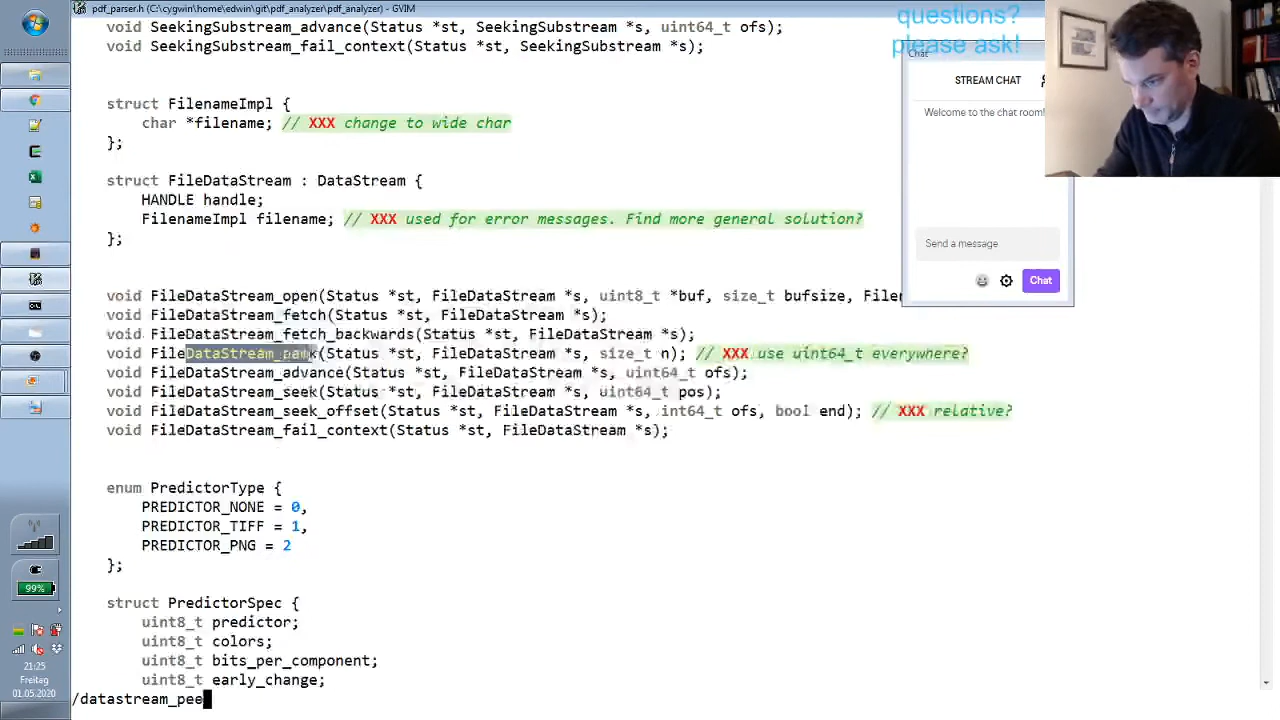 pdf_parser.h (C:\cygwin\home\edwin\git\pdf_analyzer\pdf_analyzer) - GVIM
void SeekingSubstream_advance(Status *st, SeekingSubstream *s, uint64_t ofs);
void SeekingSubstream_fail_context(Status *st, SeekingSubstream *s);
questions?
please ask!
Chat
STREAM CHAT
Welcome to the chat room!
Send a message
Chat
struct FilenameImpl {
char *filename; // XXX change to wide char
};
struct FileDataStream : DataStream {
HANDLE handle;
FilenameImpl filename; // XXX used for error messages. Find more general solution?
};
void FileDataStream_open(Status *st, FileDataStream *s, uint8_t *buf, size_t bufsize, Filen
void FileDataStream_fetch(Status *st, FileDataStream *s);
void FileDataStream_fetch_backwards(Status *st, FileDataStream *s);
void FileDataStream_peek(Status *st, FileDataStream *s, size_t n); // XXX use uint64_t everywhere?
void FileDataStream_advance(Status *st, FileDataStream *s, uint64_t ofs);
void FileDataStream_seek(Status *st, FileDataStream *s, uint64_t pos);
void FileDataStream_seek_offset(Status *st, FileDataStream *s, int64_t ofs, bool end); // XXX relative?
void FileDataStream_fail_context(Status *st, FileDataStream *s);
enum PredictorType {
PREDICTOR_NONE = 0,
PREDICTOR_TIFF = 1,
PREDICTOR_PNG = 2
};
struct PredictorSpec {
uint8_t predictor;
uint8_t colors;
uint8_t bits_per_component;
uint8_t early_change;
/datastream_pee
99%
21:25
Freitag
01.05.2020